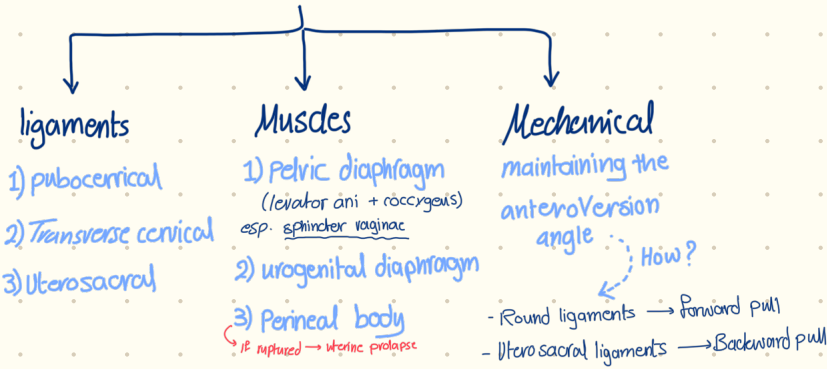 ligaments
1) pubocervical
2) Transverse cervical
3) Uterosacral
Muscles
1) Pelvic diaphragm
(levator ani + coccygeus)
esp. sphincter vaginae
2) urogenital diaphragm
3) Perineal body
if ruptured → uterine prolapse
Mechanical
maintaining the
anteroVersion
angle
How?
- Round ligaments → forward pull
- Uterosacral ligaments → Backward pull